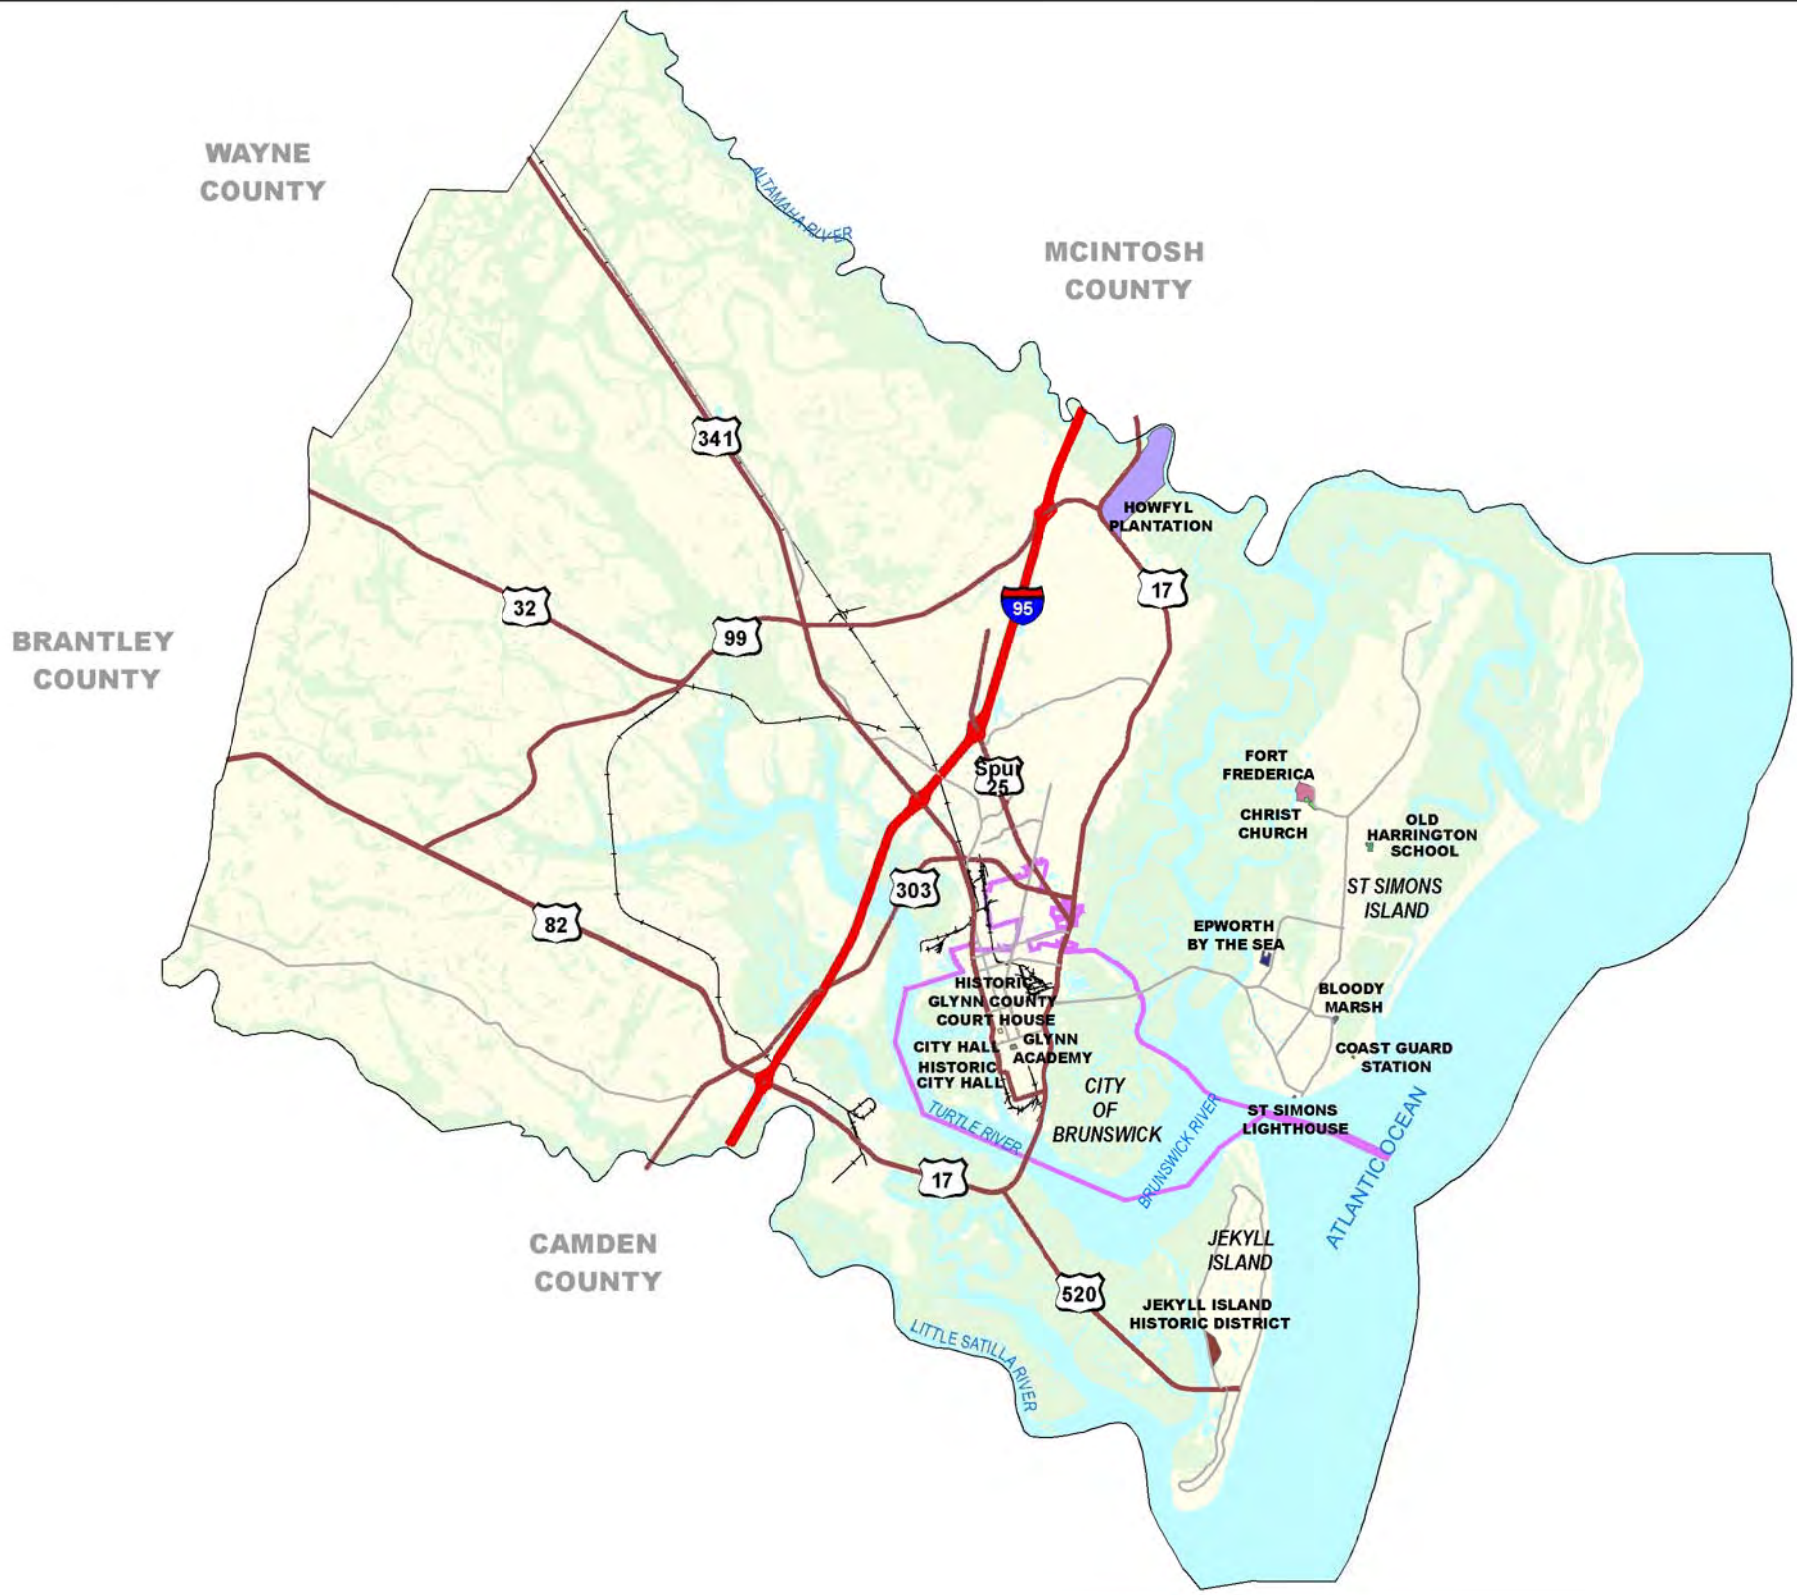 WAYNE
COUNTY
ALTAMAHA RIVER
MCINTOSH
COUNTY
341
HOWFYL
PLANTATION
17
95
32
99
BRANTLEY
COUNTY
Spur
25
FORT
FREDERICA
CHRIST
CHURCH
OLD
HARRINGTON
SCHOOL
ST SIMONS
ISLAND
303
82
EPWORTH
BY THE SEA
BLOODY
MARSH
HISTORIC
GLYNN COUNTY
COURT HOUSE
CITY HALL
GLYNN
ACADEMY
HISTORIC
CITY HALL
COAST GUARD
STATION
CITY
OF
BRUNSWICK
TURTLE RIVER
BRUNSWICK RIVER
ST SIMONS
LIGHTHOUSE
ATLANTIC OCEAN
17
CAMDEN
COUNTY
JEKYLL
ISLAND
520
JEKYLL ISLAND
HISTORIC DISTRICT
LITTLE SATILLA RIVER